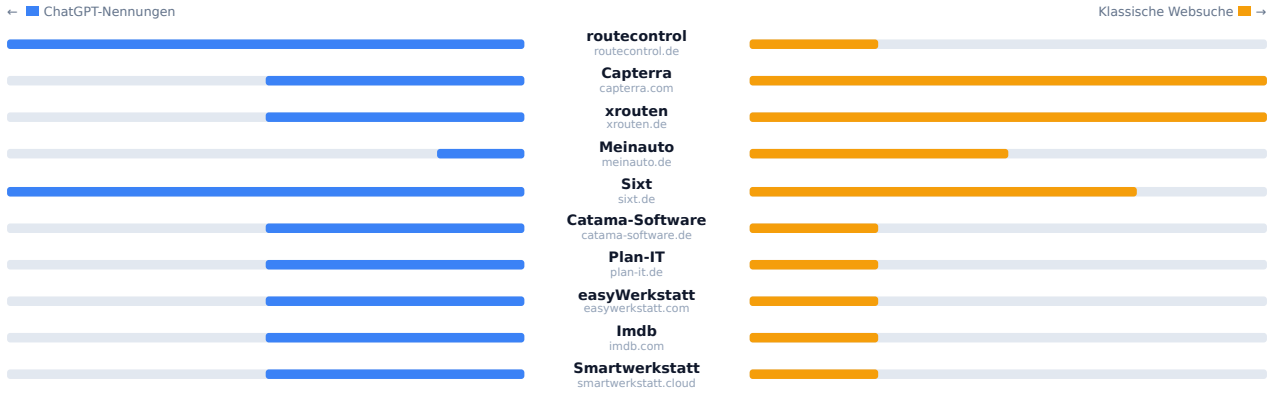 ← ChatGPT-Nennungen
Klassische Websuche →
routecontrol
routecontrol.de
Capterra
capterra.com
xrouten
xrouten.de
Meinauto
meinauto.de
Sixt
sixt.de
Catama-Software
catama-software.de
Plan-IT
plan-it.de
easyWerkstatt
easywerkstatt.com
Imdb
imdb.com
Smartwerkstatt
smartwerkstatt.cloud